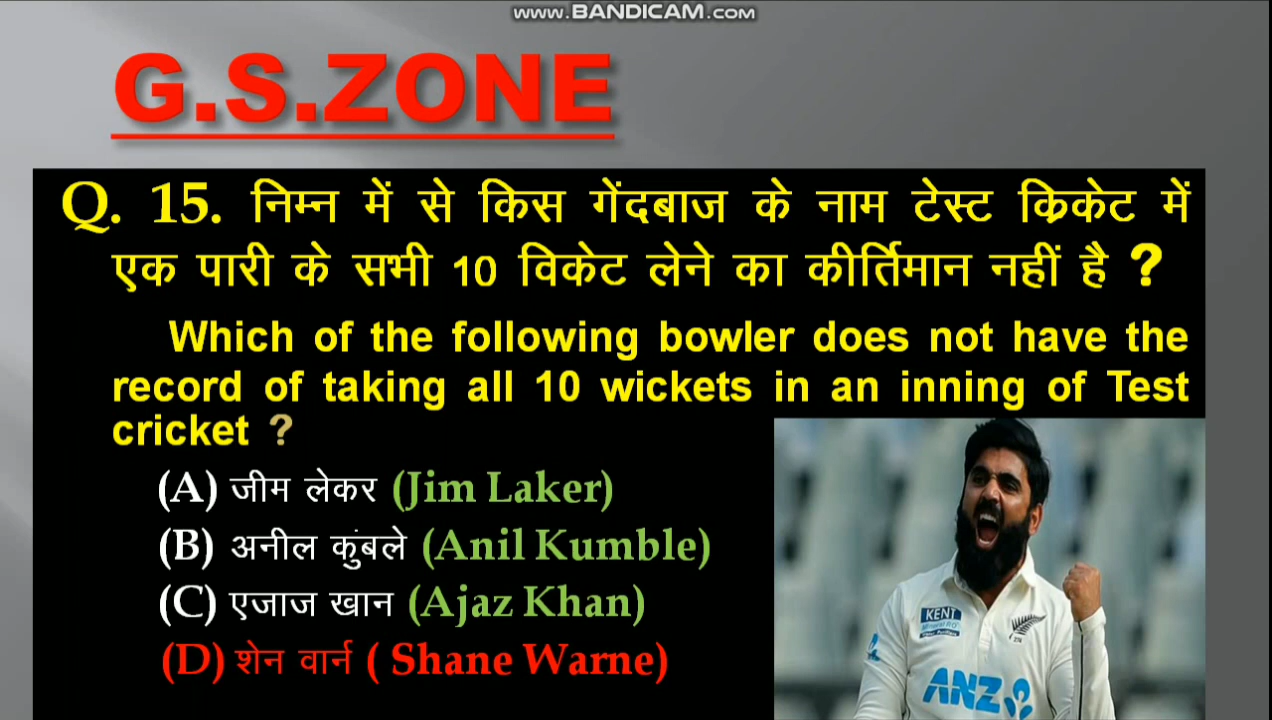 www.BANDICAM.com
G.S.ZONE
Q. 15. निम्न में से किस गेंदबाज के नाम टेस्ट क्रिकेट में
एक पारी के सभी 10 विकेट लेने का कीर्तिमान नहीं है ?
Which of the following bowler does not have the
record of taking all 10 wickets in an inning of Test
cricket ?
(A) जीम लेकर (Jim Laker)
(B) अनील कुंबले (Anil Kumble)
(C) एजाज खान (Ajaz Khan)
(D) शेन वार्न ( Shane Warne)
KENT
ANZ